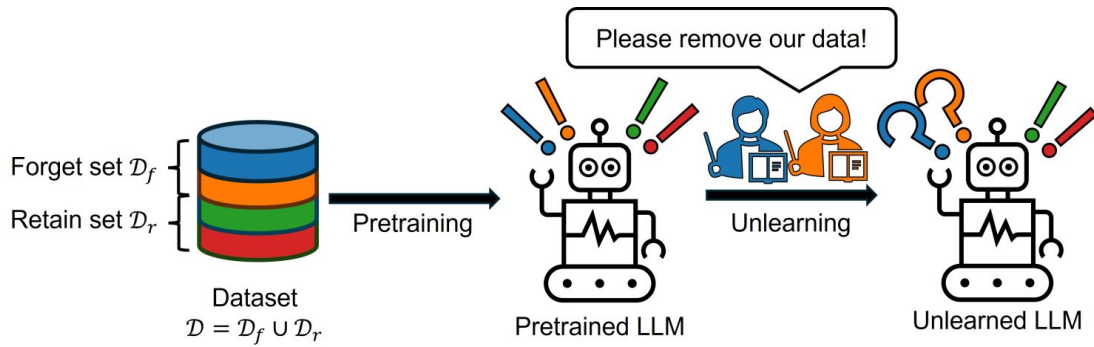 Please remove our data!
Forget set 𝒟_f
Retain set 𝒟_r
Pretraining
Unlearning
Dataset
𝒟 = 𝒟_f ∪ 𝒟_r
Pretrained LLM
Unlearned LLM